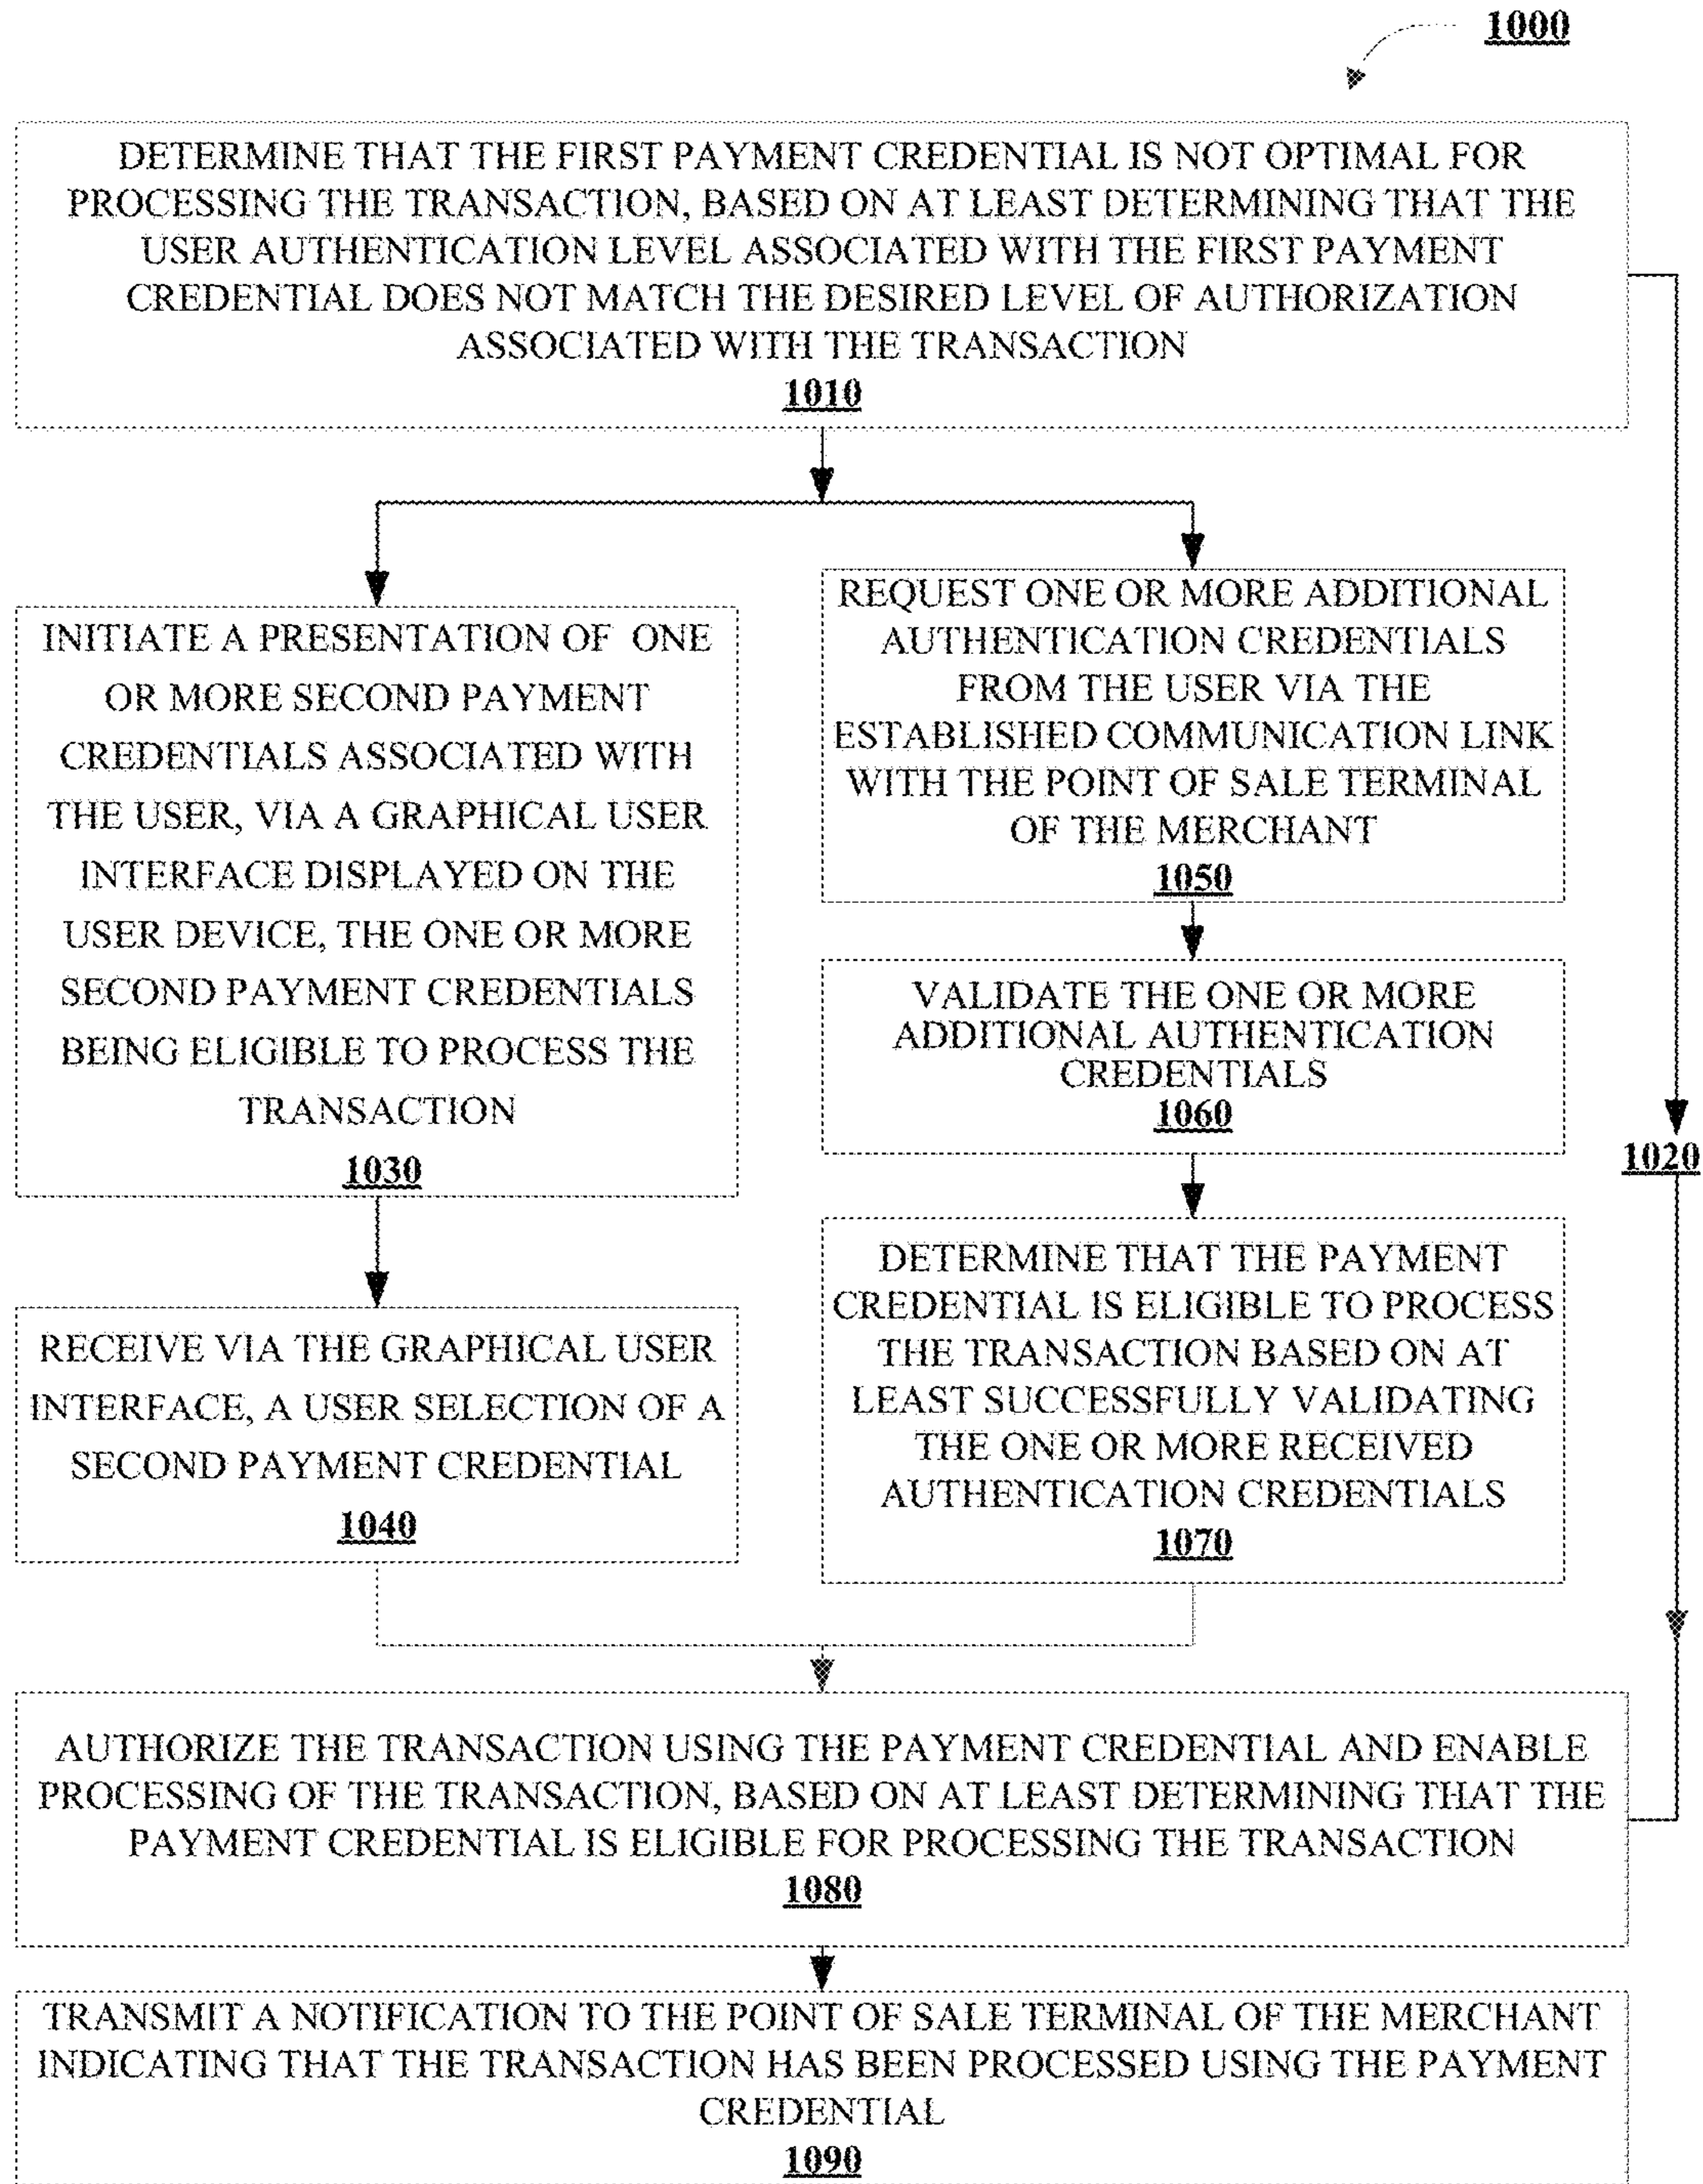 1000
DETERMINE THAT THE FIRST PAYMENT CREDENTIAL IS NOT OPTIMAL FOR
PROCESSING THE TRANSACTION, BASED ON AT LEAST DETERMINING THAT THE
USER AUTHENTICATION LEVEL ASSOCIATED WITH THE FIRST PAYMENT
CREDENTIAL DOES NOT MATCH THE DESIRED LEVEL OF AUTHORIZATION
ASSOCIATED WITH THE TRANSACTION
1010
INITIATE A PRESENTATION OF ONE
OR MORE SECOND PAYMENT
CREDENTIALS ASSOCIATED WITH
THE USER, VIA A GRAPHICAL USER
INTERFACE DISPLAYED ON THE
USER DEVICE, THE ONE OR MORE
SECOND PAYMENT CREDENTIALS
BEING ELIGIBLE TO PROCESS THE
TRANSACTION
1030
RECEIVE VIA THE GRAPHICAL USER
INTERFACE, A USER SELECTION OF A
SECOND PAYMENT CREDENTIAL
1040
REQUEST ONE OR MORE ADDITIONAL
AUTHENTICATION CREDENTIALS
FROM THE USER VIA THE
ESTABLISHED COMMUNICATION LINK
WITH THE POINT OF SALE TERMINAL
OF THE MERCHANT
1050
VALIDATE THE ONE OR MORE
ADDITIONAL AUTHENTICATION
CREDENTIALS
1060
DETERMINE THAT THE PAYMENT
CREDENTIAL IS ELIGIBLE TO PROCESS
THE TRANSACTION BASED ON AT
LEAST SUCCESSFULLY VALIDATING
THE ONE OR MORE RECEIVED
AUTHENTICATION CREDENTIALS
1070
1020
AUTHORIZE THE TRANSACTION USING THE PAYMENT CREDENTIAL AND ENABLE
PROCESSING OF THE TRANSACTION, BASED ON AT LEAST DETERMINING THAT THE
PAYMENT CREDENTIAL IS ELIGIBLE FOR PROCESSING THE TRANSACTION
1080
TRANSMIT A NOTIFICATION TO THE POINT OF SALE TERMINAL OF THE MERCHANT
INDICATING THAT THE TRANSACTION HAS BEEN PROCESSED USING THE PAYMENT
CREDENTIAL
1090